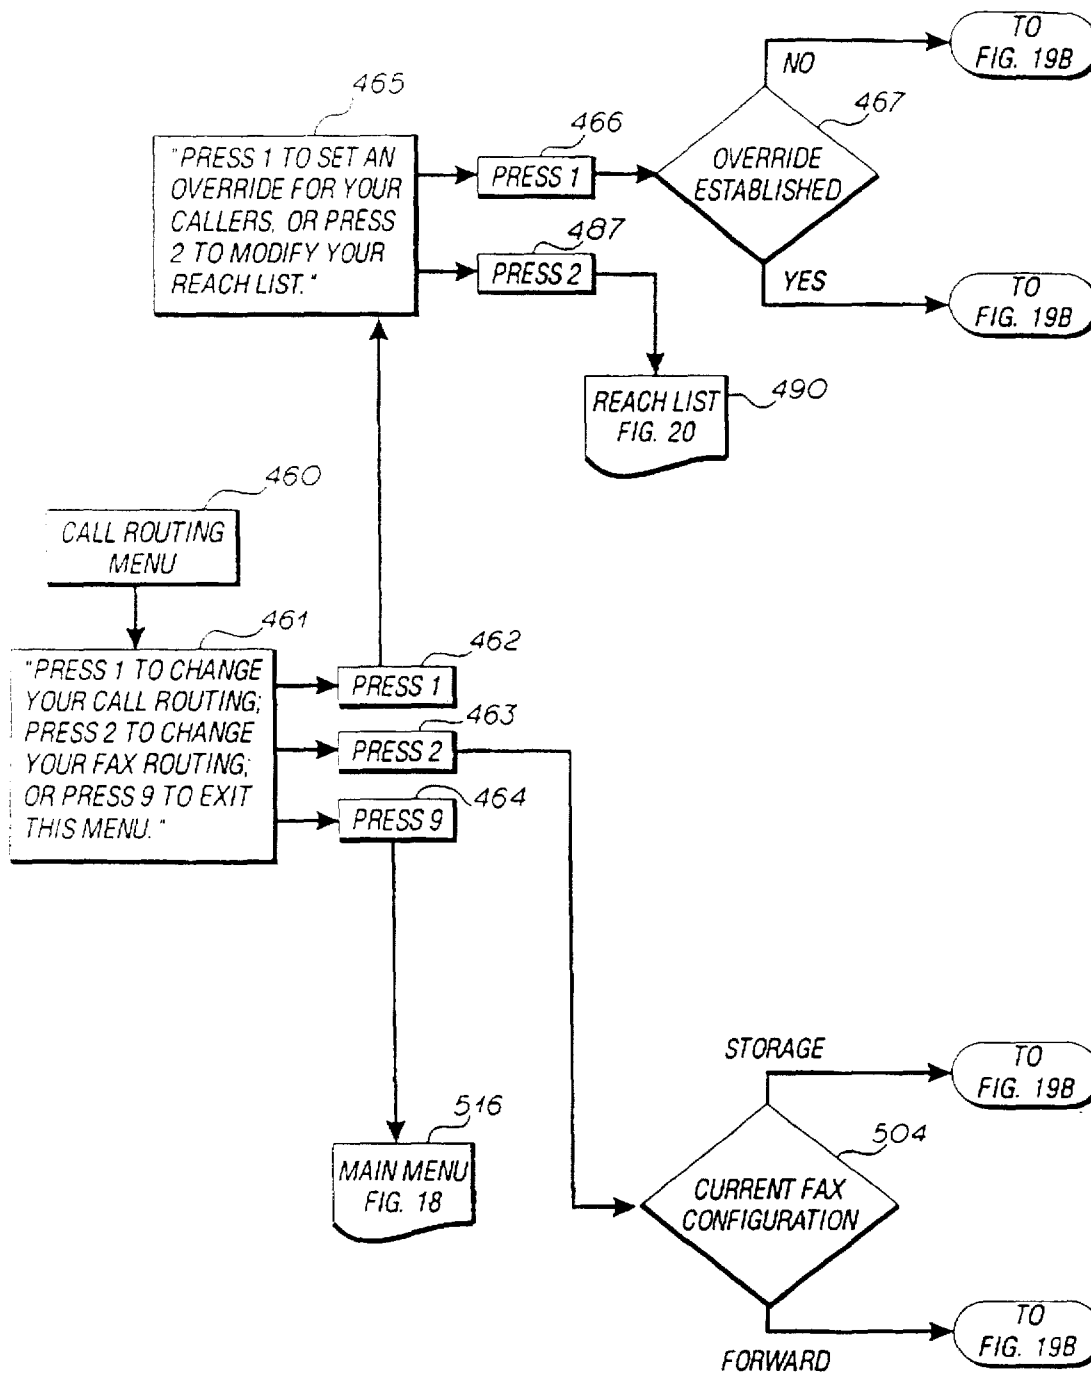 TO
FIG. 19B
NO
465
467
"PRESS 1 TO SET AN
OVERRIDE FOR YOUR
CALLERS, OR PRESS
2 TO MODIFY YOUR
REACH LIST."
466
PRESS 1
OVERRIDE
ESTABLISHED
487
PRESS 2
YES
TO
FIG. 19B
REACH LIST
FIG. 20
490
460
CALL ROUTING
MENU
461
"PRESS 1 TO CHANGE
YOUR CALL ROUTING;
PRESS 2 TO CHANGE
YOUR FAX ROUTING;
OR PRESS 9 TO EXIT
THIS MENU."
462
PRESS 1
463
PRESS 2
464
PRESS 9
516
MAIN MENU
FIG. 18
STORAGE
TO
FIG. 19B
504
CURRENT FAX
CONFIGURATION
TO
FIG. 19B
FORWARD